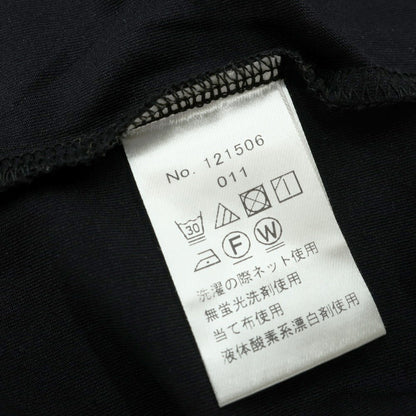 No. 121506
011
30
F W
洗濯の際ネット使用
無蛍光洗剤使用
当て布使用
液体酸素系漂白剤使用